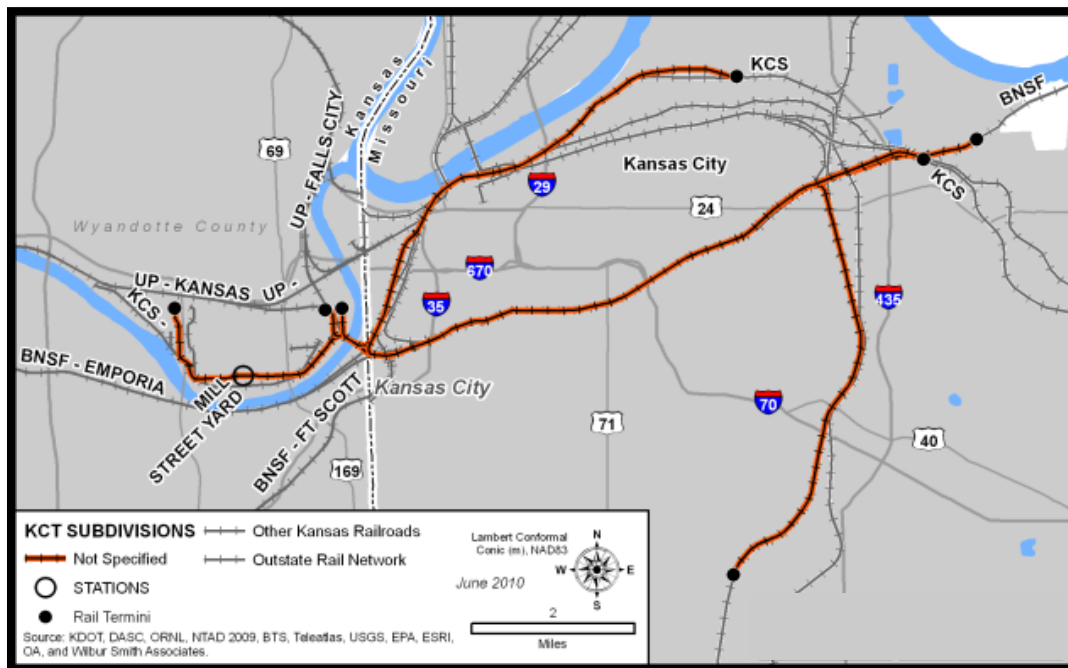 KCS
BNSF
Kansas
Missouri
UP - FALLS CITY
69
Kansas City
29
KCS
24
Wyandotte County
670
UP - KANSAS
UP -
35
435
KCS -
BNSF - EMPORIA
MILL
STREET YARD
Kansas City
BNSF - FT SCOTT
70
71
40
169
KCT SUBDIVISIONS
Not Specified
STATIONS
Rail Termini
Other Kansas Railroads
Outstate Rail Network
Lambert Conformal
Conic (m), NAD83
June 2010
N
W
E
S
2
Miles
Source: KDOT, DASC, ORNL, NTAD 2009, BTS, Teleatlas, USGS, EPA, ESRI,
OA, and Wilbur Smith Associates.